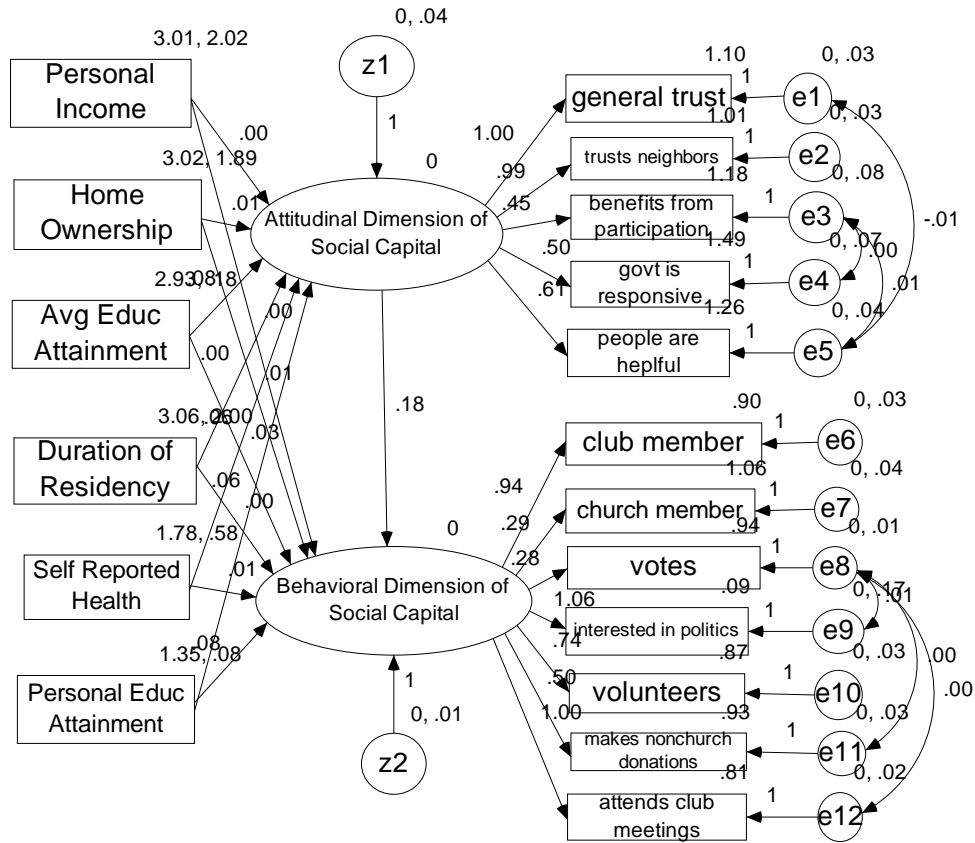 0, .04
3.01, 2.02
z1
1.10
0, .03
Personal
Income
1
general trust
e1
1
1.00
1.01
0, .03
.00
3.02, 1.89
0
.99
1
trusts neighbors
e2
1.18
0, .08
Home
Ownership
.01
Attitudinal Dimension of
Social Capital
.45
1
benefits from
participation
e3
1.49
0, .07
-.01
.00
.50
1
govt is
responsive
e4
.01
.61
1.26
0, .04
Avg Educ
Attainment
.00
.00
1
people are
heplful
e5
.01
.18
.90
0, .03
3.06, 2.00
.03
1
club member
e6
Duration of
Residency
1.06
0, .04
.06
.00
.94
1
church member
e7
.29
.94
0, .01
1.78, .58
0
.28
1
votes
e8
Self Reported
Health
.01
Behavioral Dimension of
Social Capital
.09
0, .17
.01
1.06
1
interested in politics
e9
.74
.87
0, .03
.08
1.35, .08
.00
.00
Personal Educ
Attainment
.50
1
volunteers
e10
1
1.00
.93
0, .03
0, .01
1
makes nonchurch
donations
e11
z2
.81
0, .02
1
attends club
meetings
e12